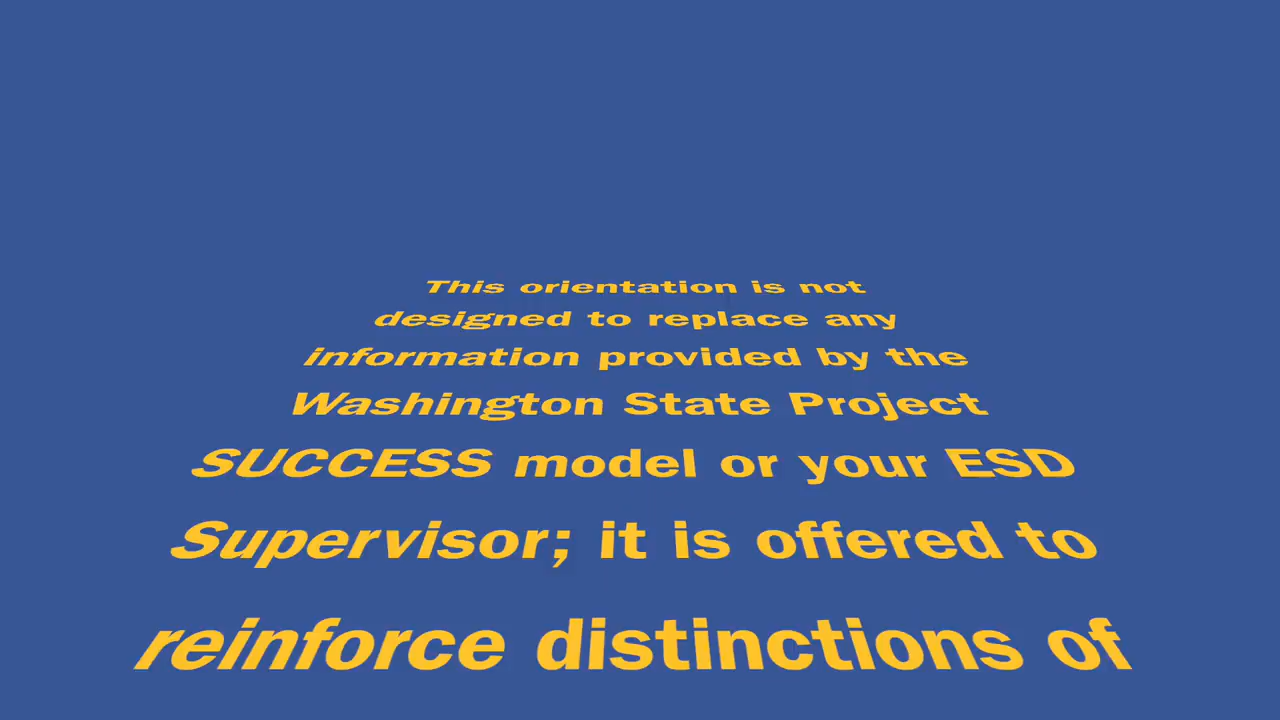 This orientation is not
designed to replace any
information provided by the
Washington State Project
SUCCESS model or your ESD
Supervisor; it is offered to
reinforce distinctions of